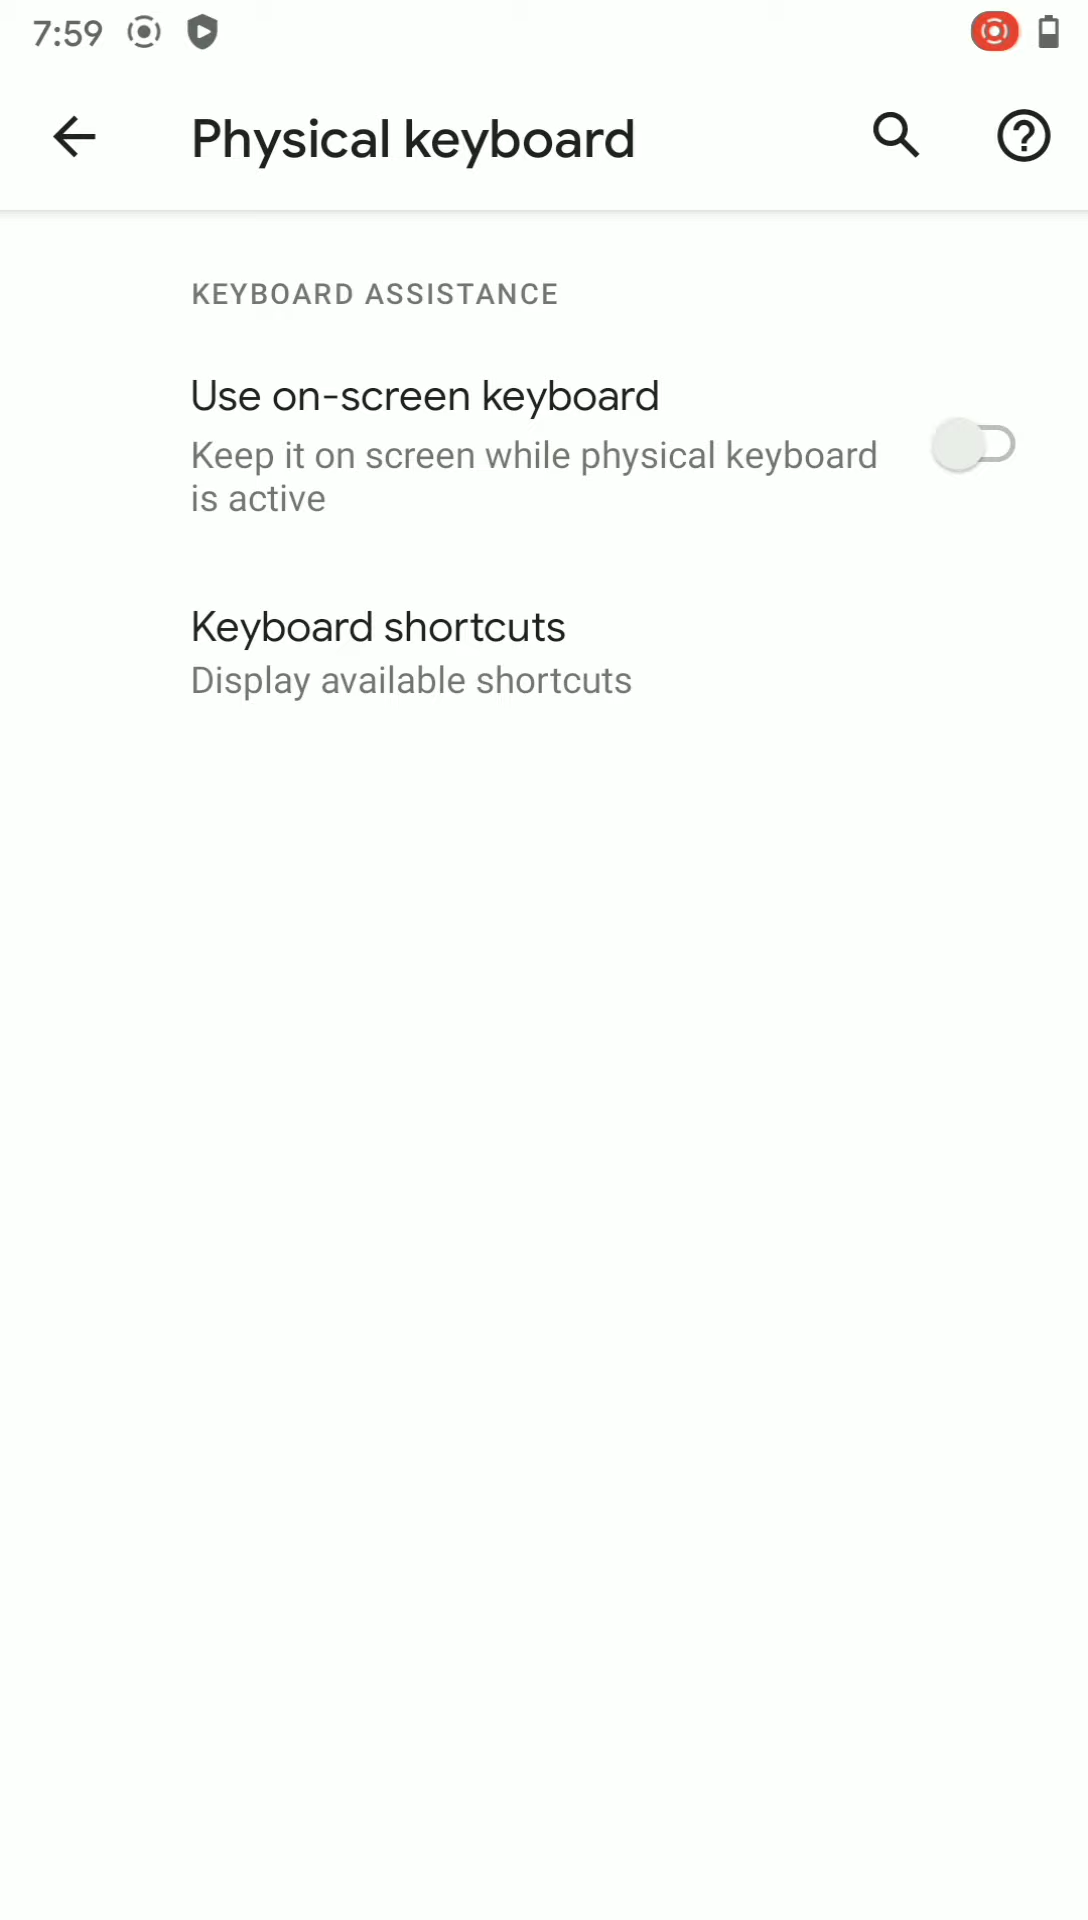 7:59
Physical keyboard
KEYBOARD ASSISTANCE
Use on-screen keyboard
Keep it on screen while physical keyboard
is active
Keyboard shortcuts
Display available shortcuts